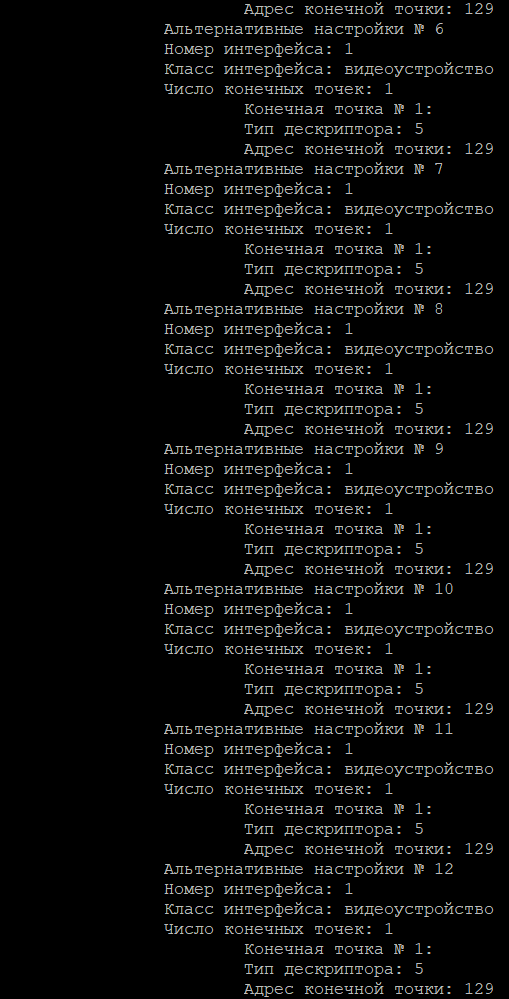 Адрес конечной точки: 129
Альтернативные настройки № 6
Номер интерфейса: 1
Класс интерфейса: видеоустройство
Число конечных точек: 1
Конечная точка № 1:
Тип дескриптора: 5
Адрес конечной точки: 129
Альтернативные настройки № 7
Номер интерфейса: 1
Класс интерфейса: видеоустройство
Число конечных точек: 1
Конечная точка № 1:
Тип дескриптора: 5
Адрес конечной точки: 129
Альтернативные настройки № 8
Номер интерфейса: 1
Класс интерфейса: видеоустройство
Число конечных точек: 1
Конечная точка № 1:
Тип дескриптора: 5
Адрес конечной точки: 129
Альтернативные настройки № 9
Номер интерфейса: 1
Класс интерфейса: видеоустройство
Число конечных точек: 1
Конечная точка № 1:
Тип дескриптора: 5
Адрес конечной точки: 129
Альтернативные настройки № 10
Номер интерфейса: 1
Класс интерфейса: видеоустройство
Число конечных точек: 1
Конечная точка № 1:
Тип дескриптора: 5
Адрес конечной точки: 129
Альтернативные настройки № 11
Номер интерфейса: 1
Класс интерфейса: видеоустройство
Число конечных точек: 1
Конечная точка № 1:
Тип дескриптора: 5
Адрес конечной точки: 129
Альтернативные настройки № 12
Номер интерфейса: 1
Класс интерфейса: видеоустройство
Число конечных точек: 1
Конечная точка № 1:
Тип дескриптора: 5
Адрес конечной точки: 129